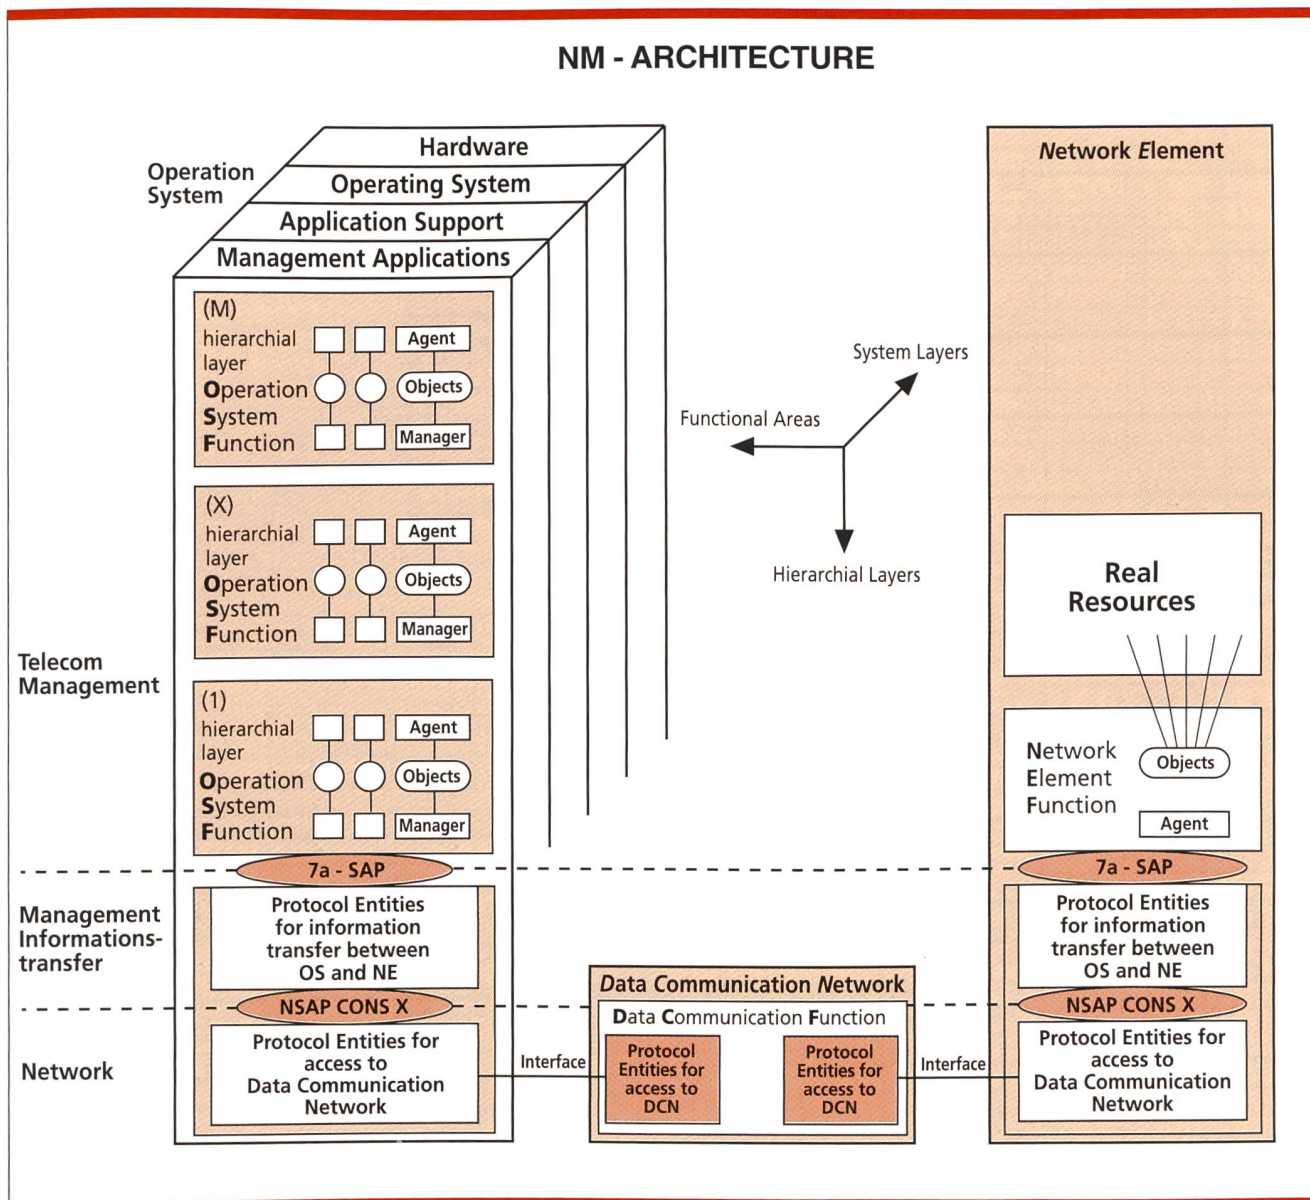 NM - ARCHITECTURE
Operation
System
Hardware
Operating System
Application Support
Management Applications
(M)
hierarchial
layer
Operation
System
Function
Agent
Objects
Manager
(X)
hierarchial
layer
Operation
System
Function
Agent
Objects
Manager
(1)
hierarchial
layer
Operation
System
Function
Agent
Objects
Manager
Telecom
Management
System Layers
Functional Areas
Hierarchial Layers
Network Element
Real
Resources
Network
Element
Function
Objects
Agent
7a - SAP
7a - SAP
Management
Informations-
transfer
Protocol Entities
for information
transfer between
OS and NE
Protocol Entities
for information
transfer between
OS and NE
NSAP CONS X
NSAP CONS X
Network
Protocol Entities for
access to
Data Communication
Network
Interface
Data Communication Network
Data Communication Function
Protocol
Entities for
access to
DCN
Protocol
Entities for
access to
DCN
Interface
Protocol Entities for
access to
Data Communication
Network